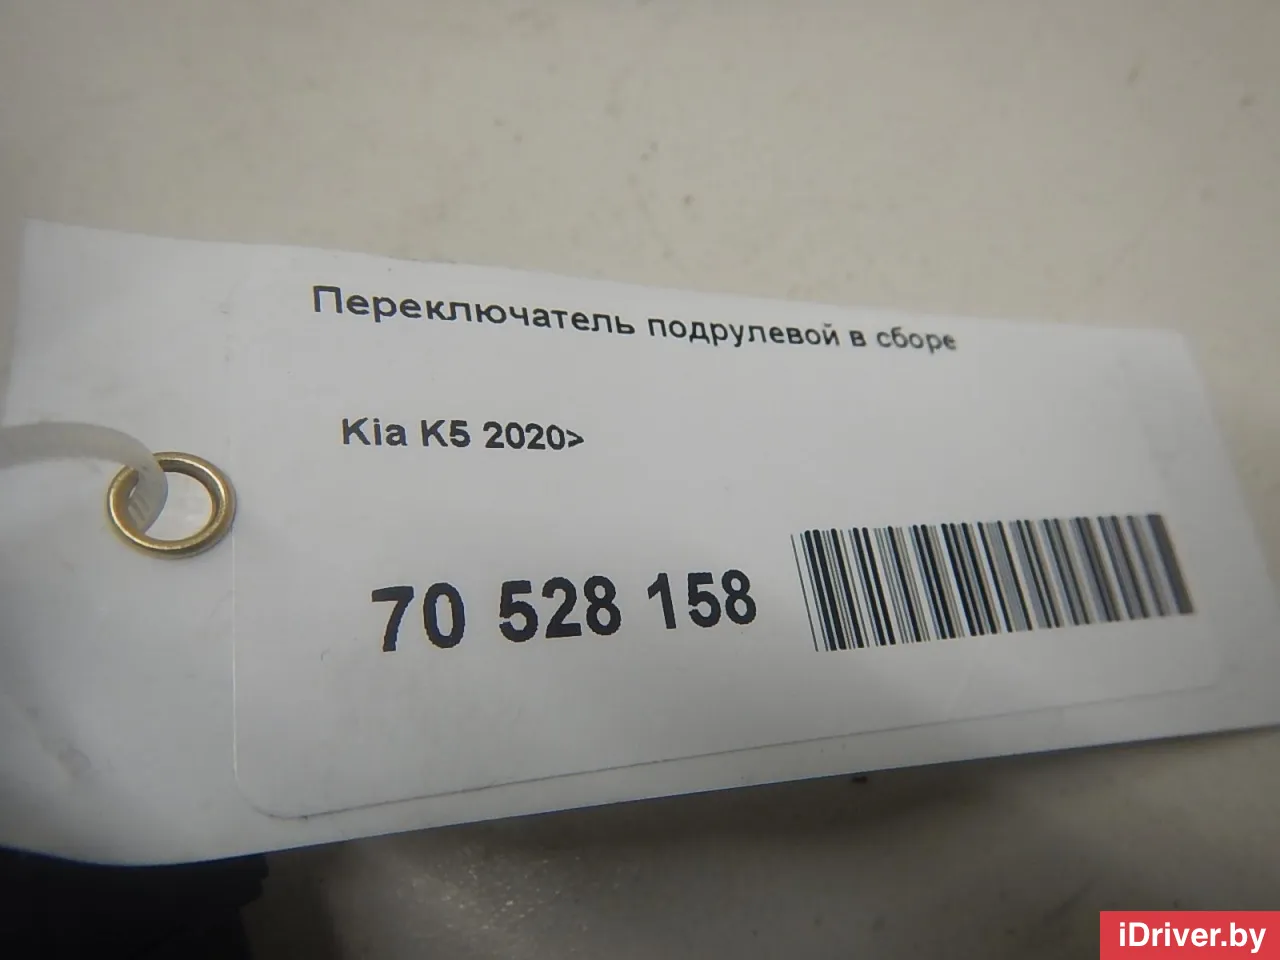 Переключатель подрулевой в сборе
Kia K5 2020>
70 528 158
iDriver.by